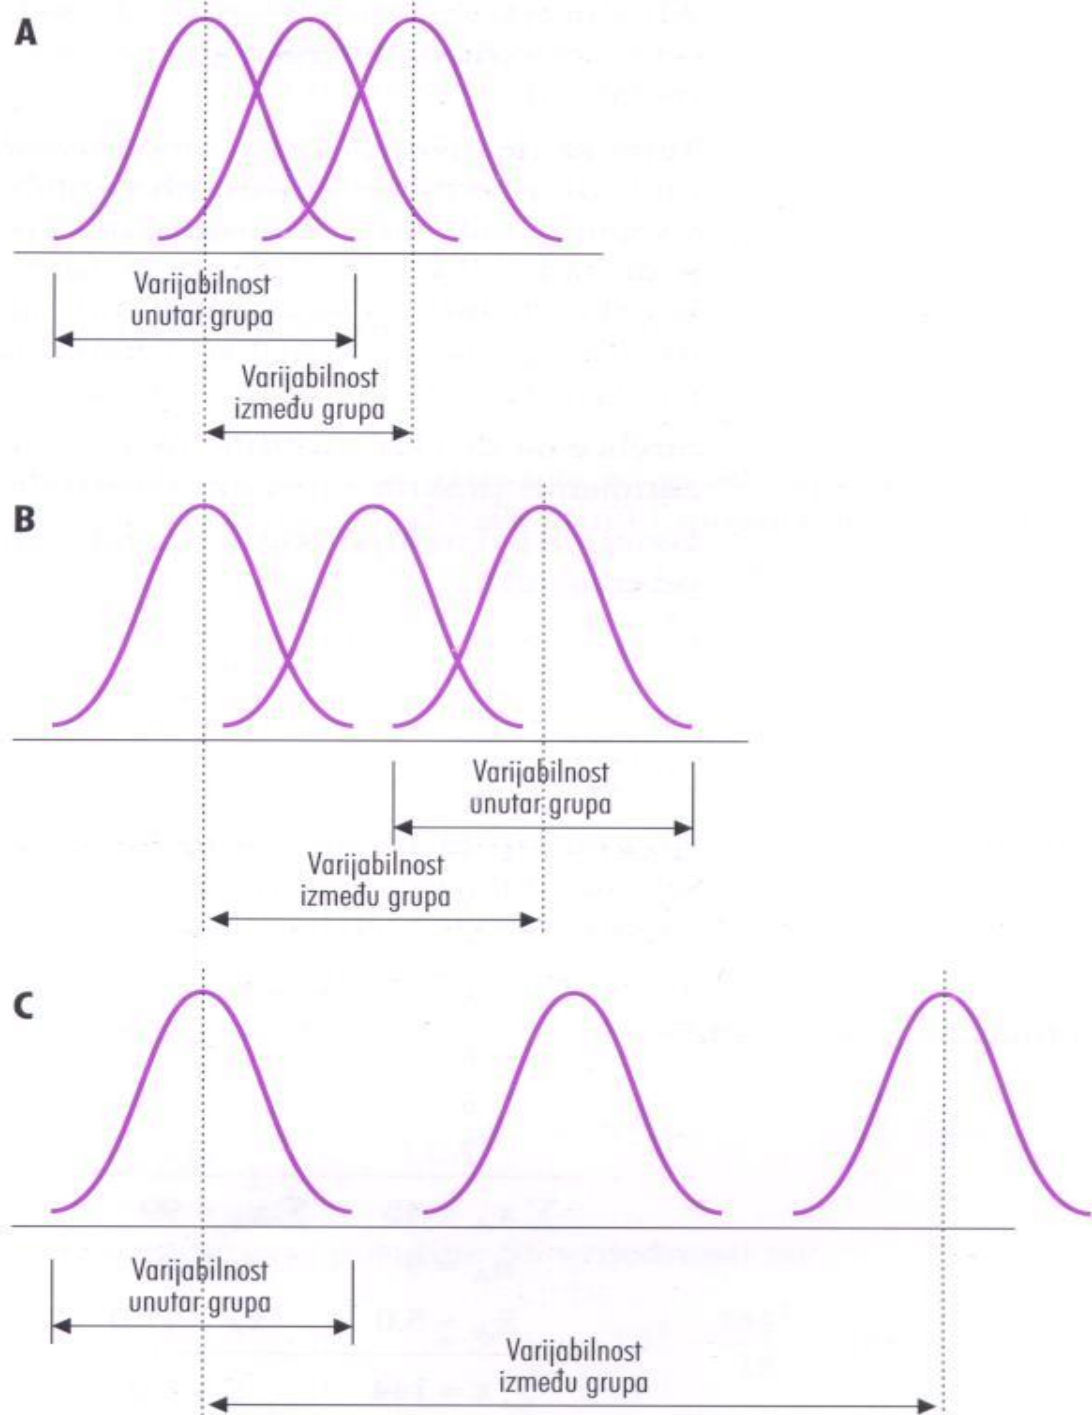 A
Varijabilnost
unutar grupa
Varijabilnost
između grupa
B
Varijabilnost
unutar grupa
Varijabilnost
između grupa
C
Varijabilnost
unutar grupa
Varijabilnost
između grupa